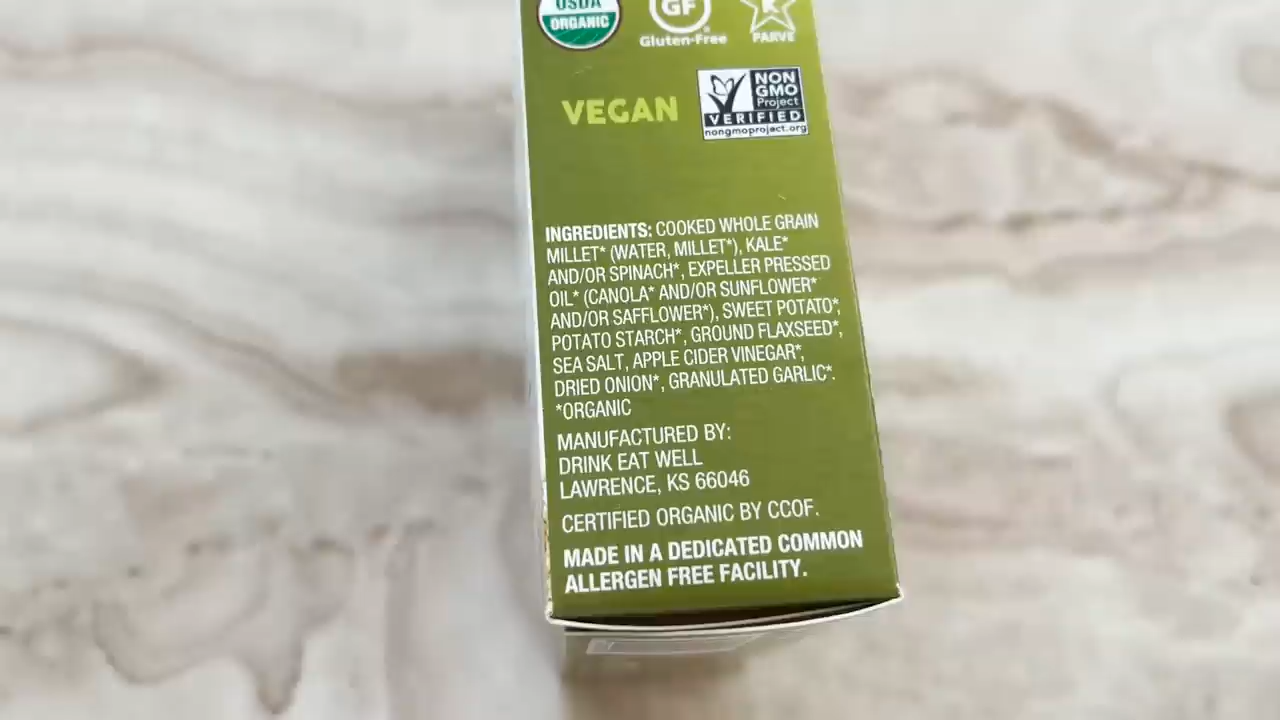 USDA
ORGANIC
GF
Gluten-Free
K
PARVE
VEGAN
NON
GMO
Project
VERIFIED
nongmoproject.org
INGREDIENTS: COOKED WHOLE GRAIN
MILLET* (WATER, MILLET*), KALE*
AND/OR SPINACH*, EXPELLER PRESSED
OIL* (CANOLA* AND/OR SUNFLOWER*
AND/OR SAFFLOWER*), SWEET POTATO*,
POTATO STARCH*, GROUND FLAXSEED*,
SEA SALT, APPLE CIDER VINEGAR*,
DRIED ONION*, GRANULATED GARLIC*.
*ORGANIC
MANUFACTURED BY:
DRINK EAT WELL
LAWRENCE, KS 66046
CERTIFIED ORGANIC BY CCOF.
MADE IN A DEDICATED COMMON
ALLERGEN FREE FACILITY.